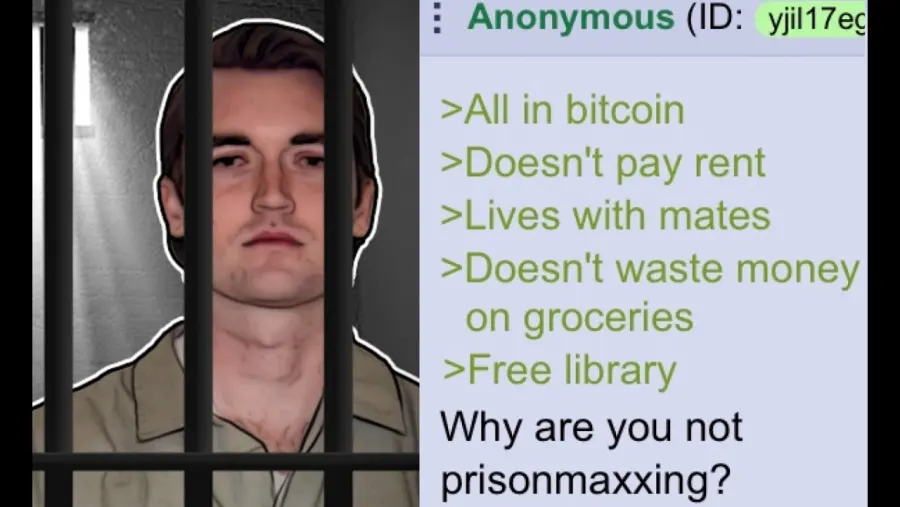 Anonymous (ID: yjil17eg
>All in bitcoin
>Doesn't pay rent
>Lives with mates
>Doesn't waste money
on groceries
>Free library
Why are you not
prisonmaxxing?